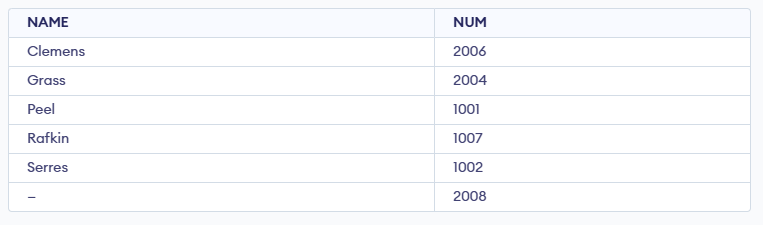 NAME NUM
Clemens 2006
Grass 2004
Peel 1001
Rafkin 1007
Serres 1002
– 2008